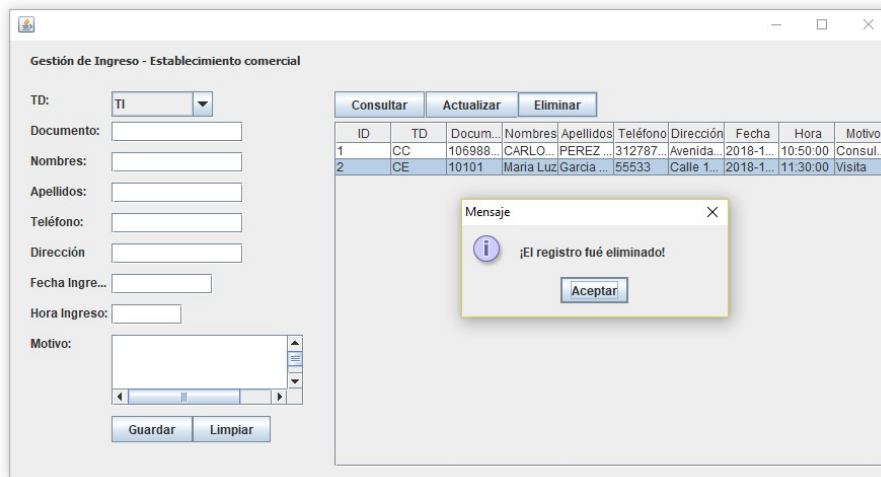 Gestión de Ingreso - Establecimiento comercial
TD: TI
Documento:
Nombres:
Apellidos:
Teléfono:
Dirección
Fecha Ingre...
Hora Ingreso:
Motivo:
Guardar Limpiar
Consultar Actualizar Eliminar
ID TD Docum... Nombres Apellidos Teléfono Dirección Fecha Hora Motivo
1 CC 106988... CARLO... PEREZ ... 312787... Avenida... 2018-1... 10:50:00 Consul...
2 CE 10101 Maria Luz Garcia ... 55533 Calle 1... 2018-1... 11:30:00 Visita
Mensaje
¡El registro fué eliminado!
Aceptar